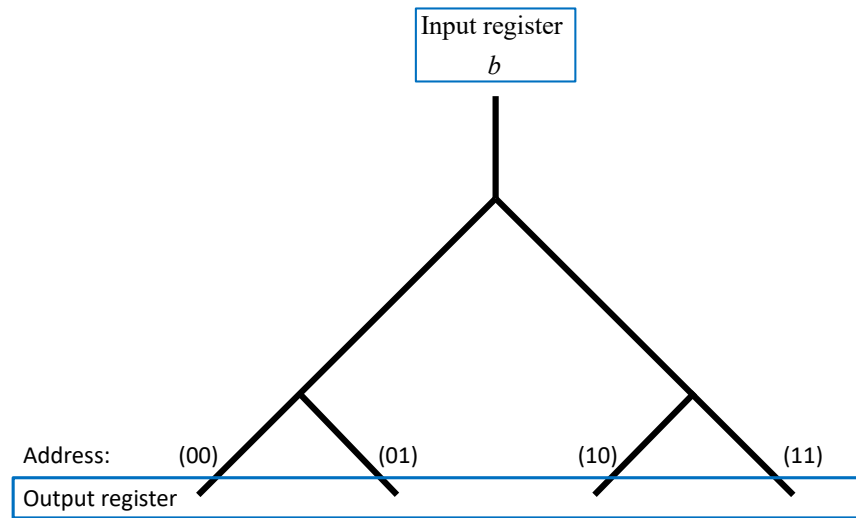 Input register
b
Address: (00) (01) (10) (11)
Output register